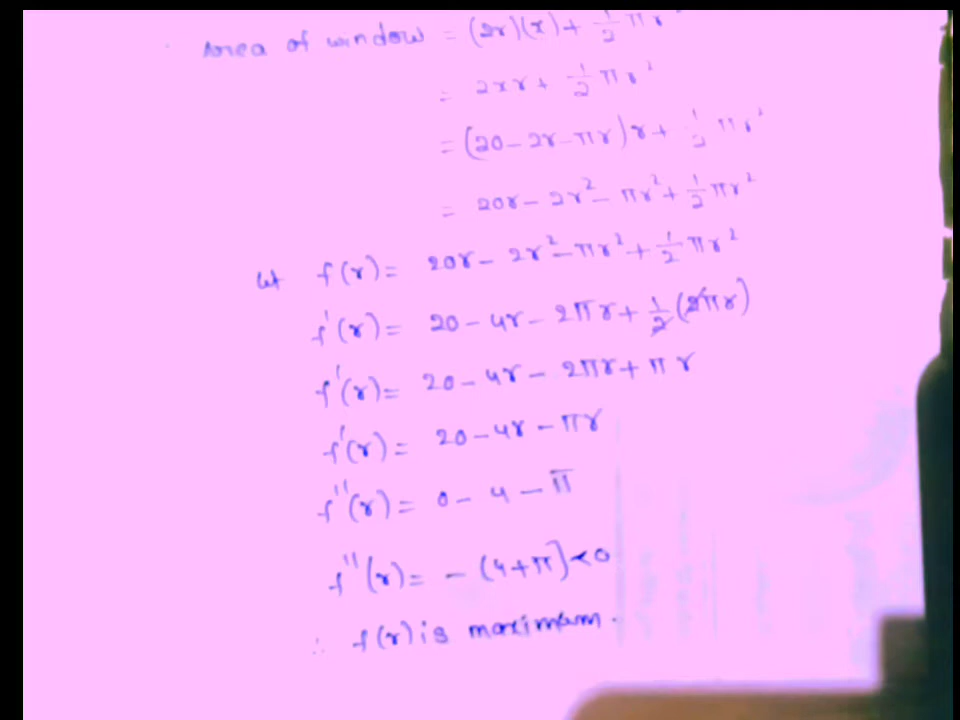 Area of window = (2r)(x) + 1/2 πr²
= 2xr + 1/2 πr²
= (20 - 2r - πr) r + 1/2 πr²
= 20r - 2r² - πr² + 1/2 πr²
Let f(r) = 20r - 2r² - πr² + 1/2 πr²
f'(r) = 20 - 4r - 2πr + 1/2 (2πr)
f'(r) = 20 - 4r - 2πr + πr
f'(r) = 20 - 4r - πr
f''(r) = 0 - 4 - π
f''(r) = - (4+π) < 0
∴ f(r) is maximum.